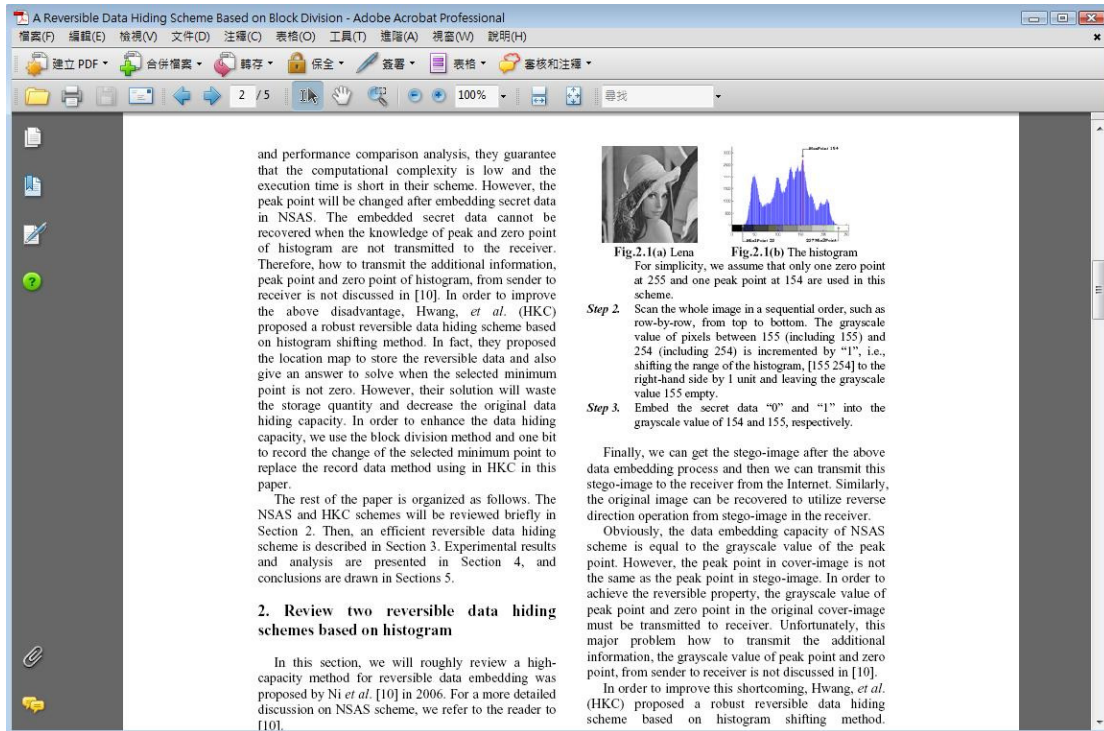 A Reversible Data Hiding Scheme Based on Block Division - Adobe Acrobat Professional
檔案(F) 編輯(E) 檢視(V) 文件(D) 注釋(C) 表格(O) 工具(T) 進階(A) 視窗(W) 說明(H)
建立 PDF 合併檔案 轉存 保全 簽署 表格 審核和注釋
2 / 5 100% 尋找
and performance comparison analysis, they guarantee
that the computational complexity is low and the
execution time is short in their scheme. However, the
peak point will be changed after embedding secret data
in NSAS. The embedded secret data cannot be
recovered when the knowledge of peak and zero point
of histogram are not transmitted to the receiver.
Therefore, how to transmit the additional information,
peak point and zero point of histogram, from sender to
receiver is not discussed in [10]. In order to improve
the above disadvantage, Hwang, et al. (HKC)
proposed a robust reversible data hiding scheme based
on histogram shifting method. In fact, they proposed
the location map to store the reversible data and also
give an answer to solve when the selected minimum
point is not zero. However, their solution will waste
the storage quantity and decrease the original data
hiding capacity. In order to enhance the data hiding
capacity, we use the block division method and one bit
to record the change of the selected minimum point to
replace the record data method using in HKC in this
paper.
The rest of the paper is organized as follows. The
NSAS and HKC schemes will be reviewed briefly in
Section 2. Then, an efficient reversible data hiding
scheme is described in Section 3. Experimental results
and analysis are presented in Section 4, and
conclusions are drawn in Sections 5.
2. Review two reversible data hiding
schemes based on histogram
In this section, we will roughly review a high-
capacity method for reversible data embedding was
proposed by Ni et al. [10] in 2006. For a more detailed
discussion on NSAS scheme, we refer to the reader to
[10].
Fig.2.1(a) Lena Fig.2.1(b) The histogram
For simplicity, we assume that only one zero point
at 255 and one peak point at 154 are used in this
scheme.
Step 2. Scan the whole image in a sequential order, such as
row-by-row, from top to bottom. The grayscale
value of pixels between 155 (including 155) and
254 (including 254) is incremented by “1”, i.e.,
shifting the range of the histogram, [155 254] to the
right-hand side by 1 unit and leaving the grayscale
value 155 empty.
Step 3. Embed the secret data “0” and “1” into the
grayscale value of 154 and 155, respectively.
Finally, we can get the stego-image after the above
data embedding process and then we can transmit this
stego-image to the receiver from the Internet. Similarly,
the original image can be recovered to utilize reverse
direction operation from stego-image in the receiver.
Obviously, the data embedding capacity of NSAS
scheme is equal to the grayscale value of the peak
point. However, the peak point in cover-image is not
the same as the peak point in stego-image. In order to
achieve the reversible property, the grayscale value of
peak point and zero point in the original cover-image
must be transmitted to receiver. Unfortunately, this
major problem how to transmit the additional
information, the grayscale value of peak point and zero
point, from sender to receiver is not discussed in [10].
In order to improve this shortcoming, Hwang, et al.
(HKC) proposed a robust reversible data hiding
scheme based on histogram shifting method.